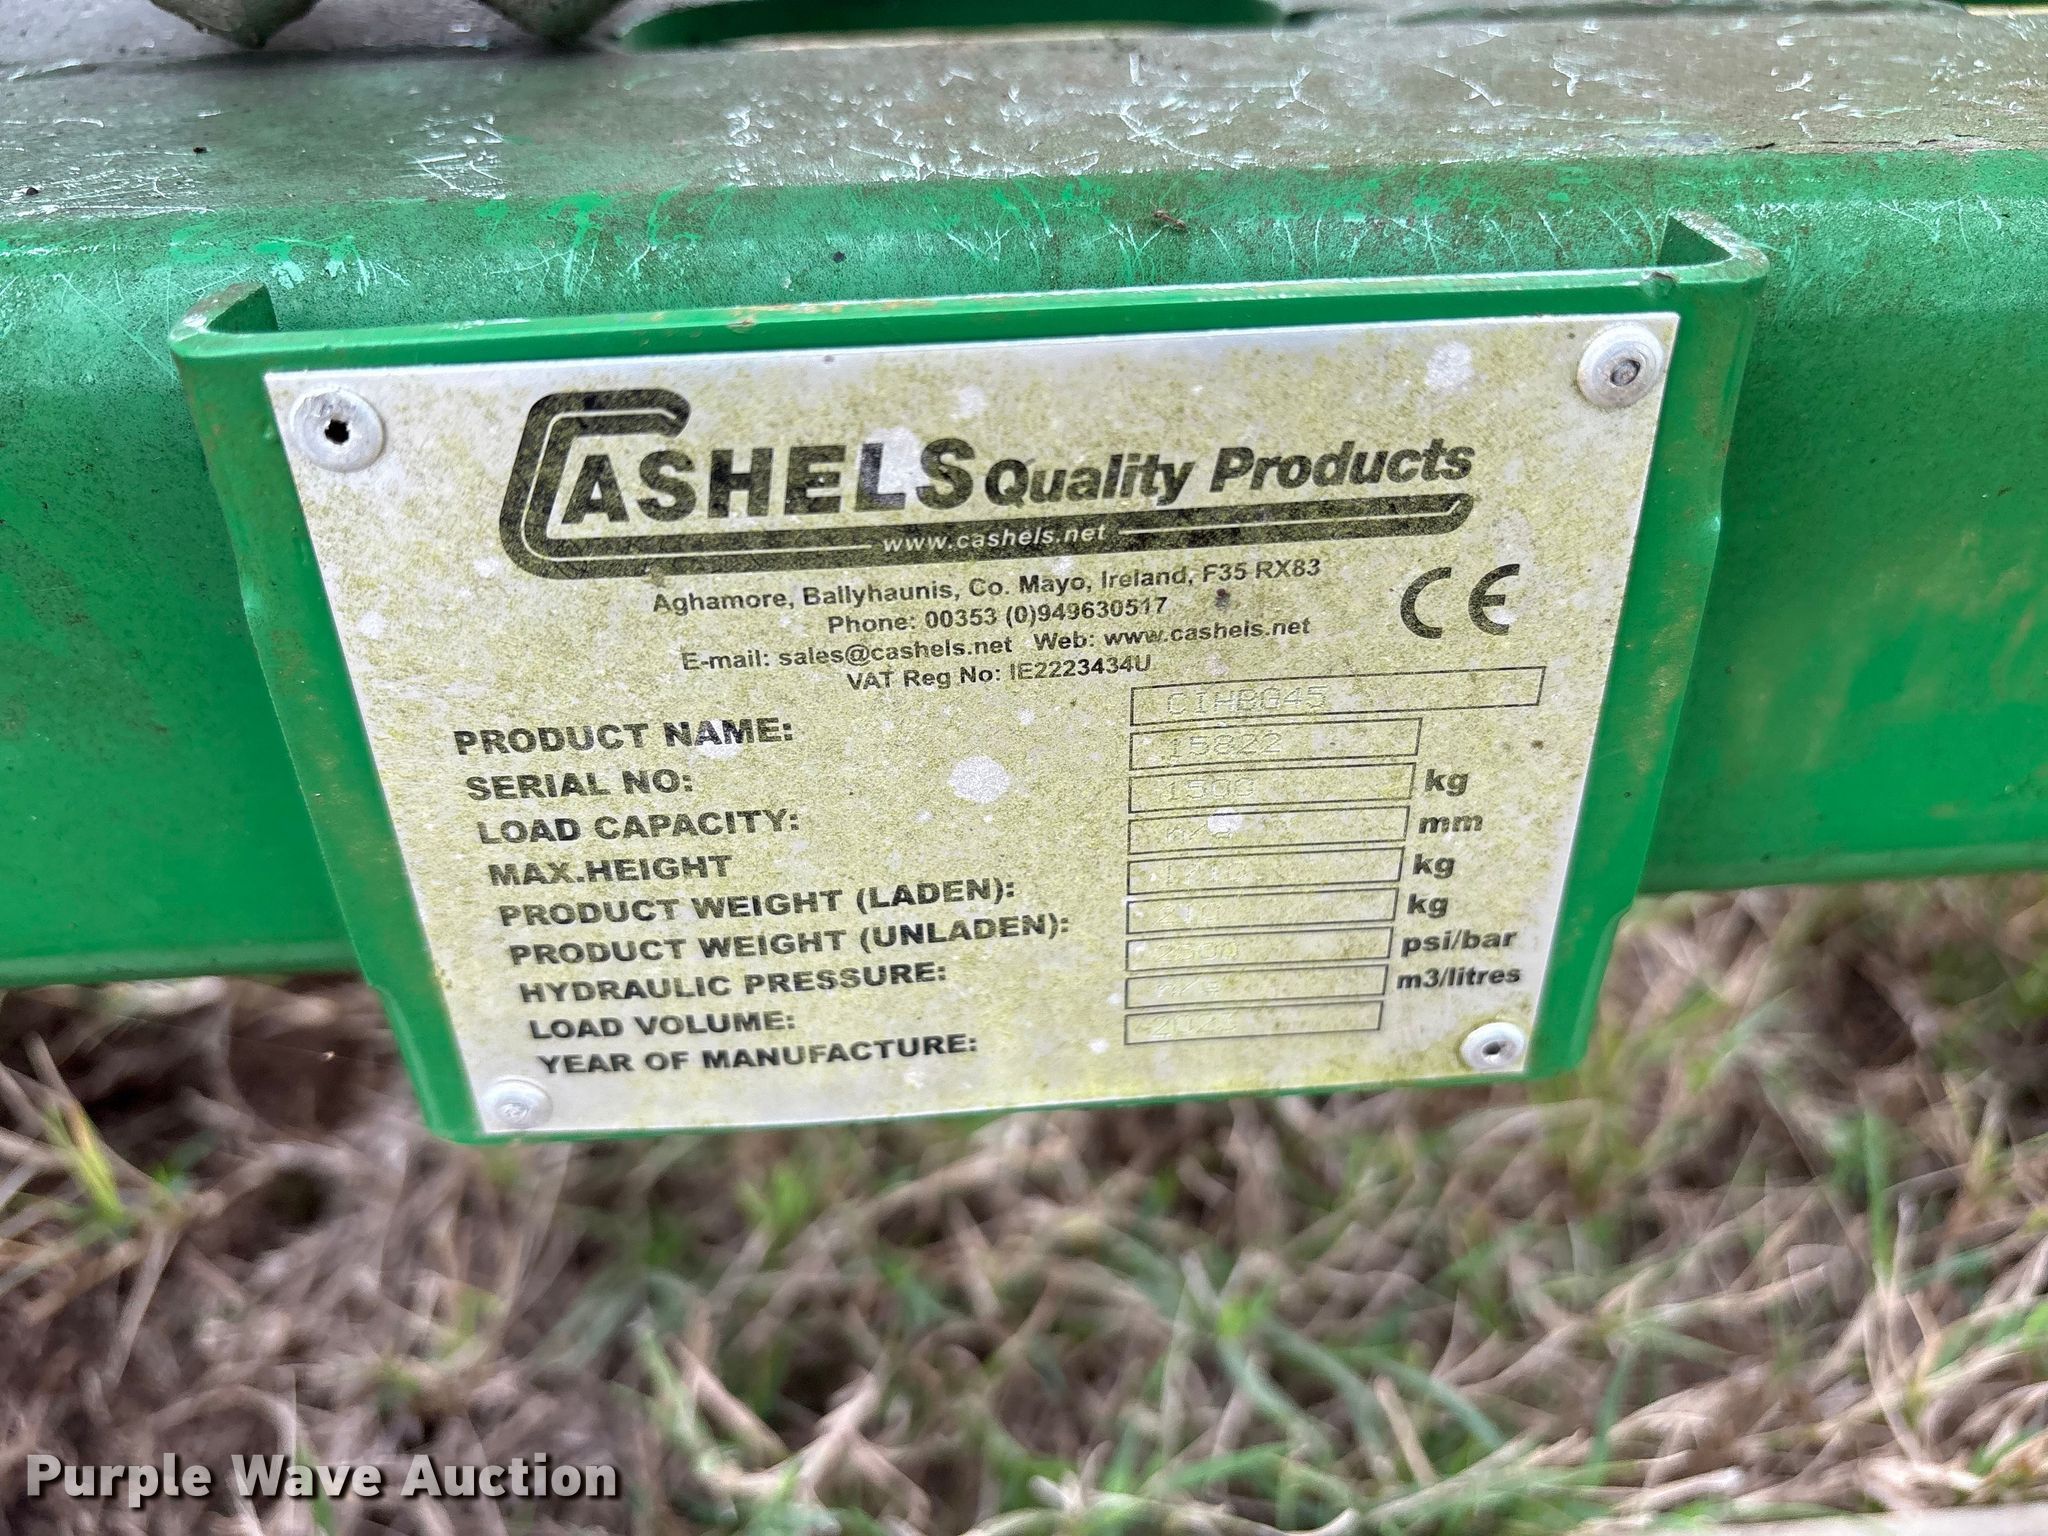 CASHELS Quality Products
www.cashels.net
Aghamore, Ballyhaunis, Co. Mayo, Ireland, F35 RX83
Phone: 00353 (0)949630517
E-mail: sales@cashels.net Web: www.cashels.net
VAT Reg No: IE2223434U
CE
PRODUCT NAME: CIHBG45
SERIAL NO: 15822
LOAD CAPACITY: 1500 kg
MAX.HEIGHT mm
PRODUCT WEIGHT (LADEN): 1710 kg
PRODUCT WEIGHT (UNLADEN): kg
HYDRAULIC PRESSURE: psi/bar
LOAD VOLUME: m3/litres
YEAR OF MANUFACTURE:
Purple Wave Auction